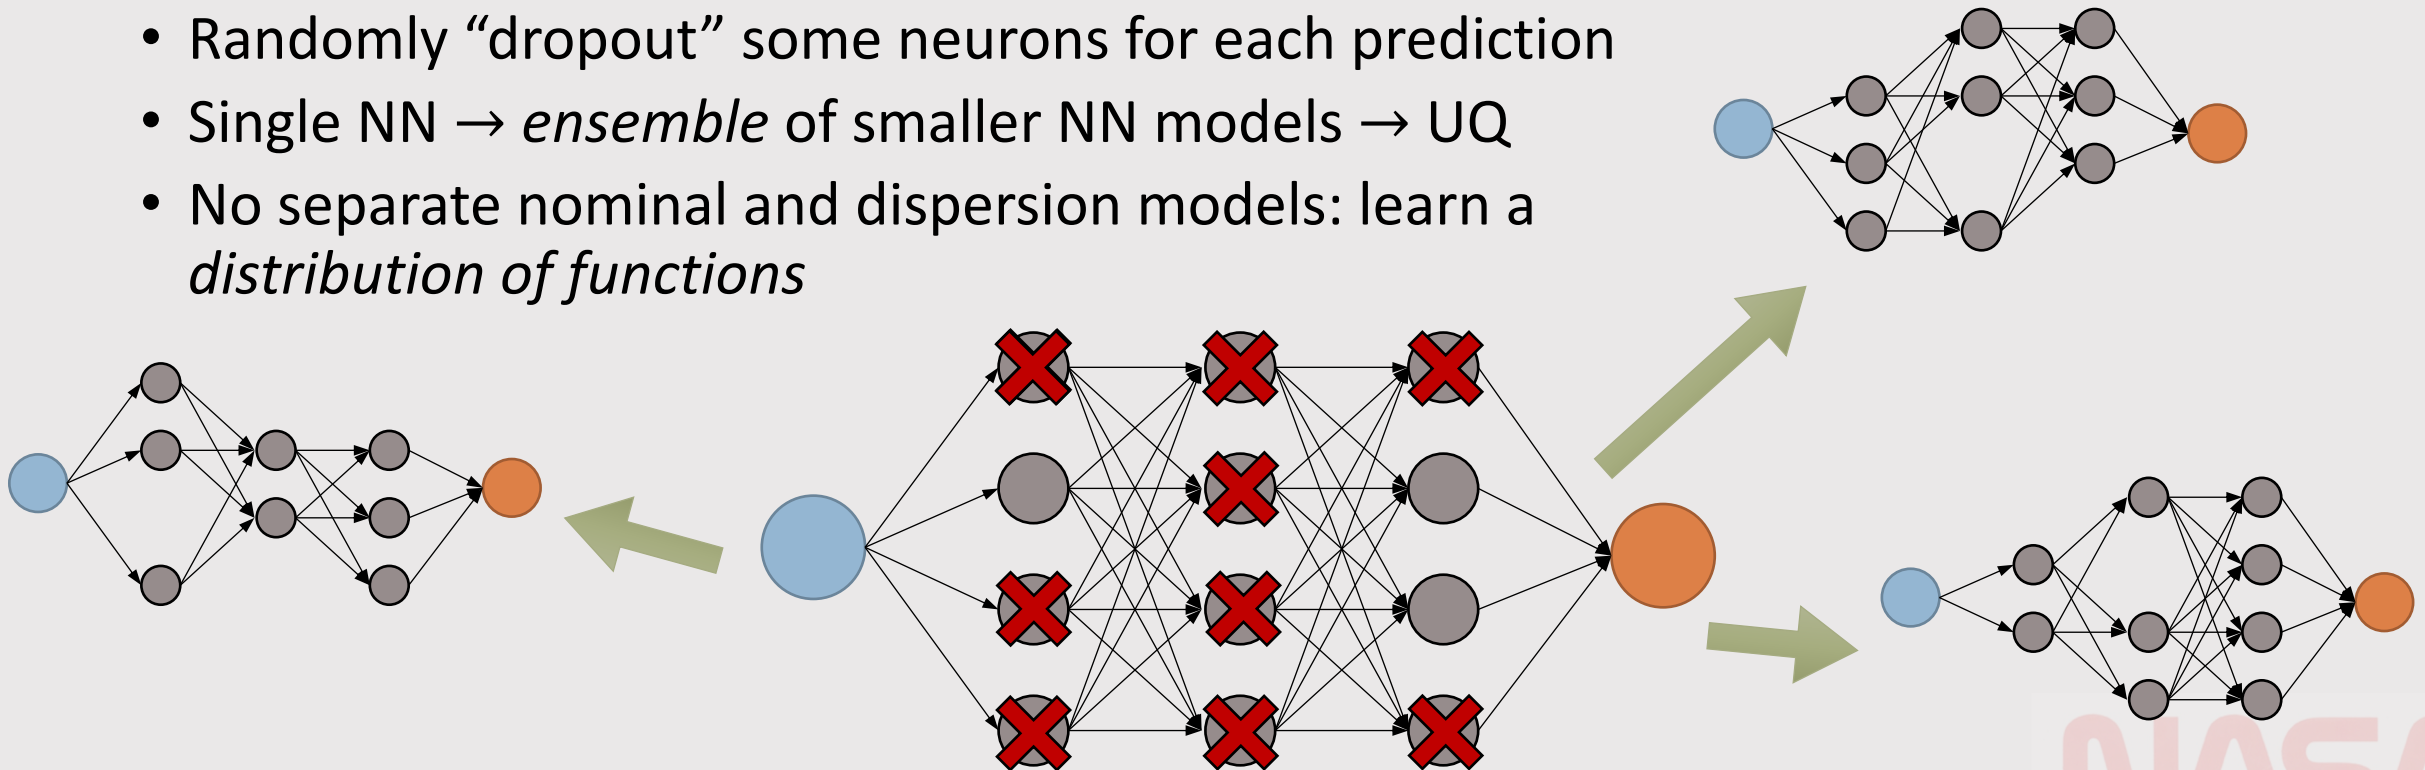 • Randomly “dropout” some neurons for each prediction
• Single NN → ensemble of smaller NN models → UQ
• No separate nominal and dispersion models: learn a
distribution of functions
NASA